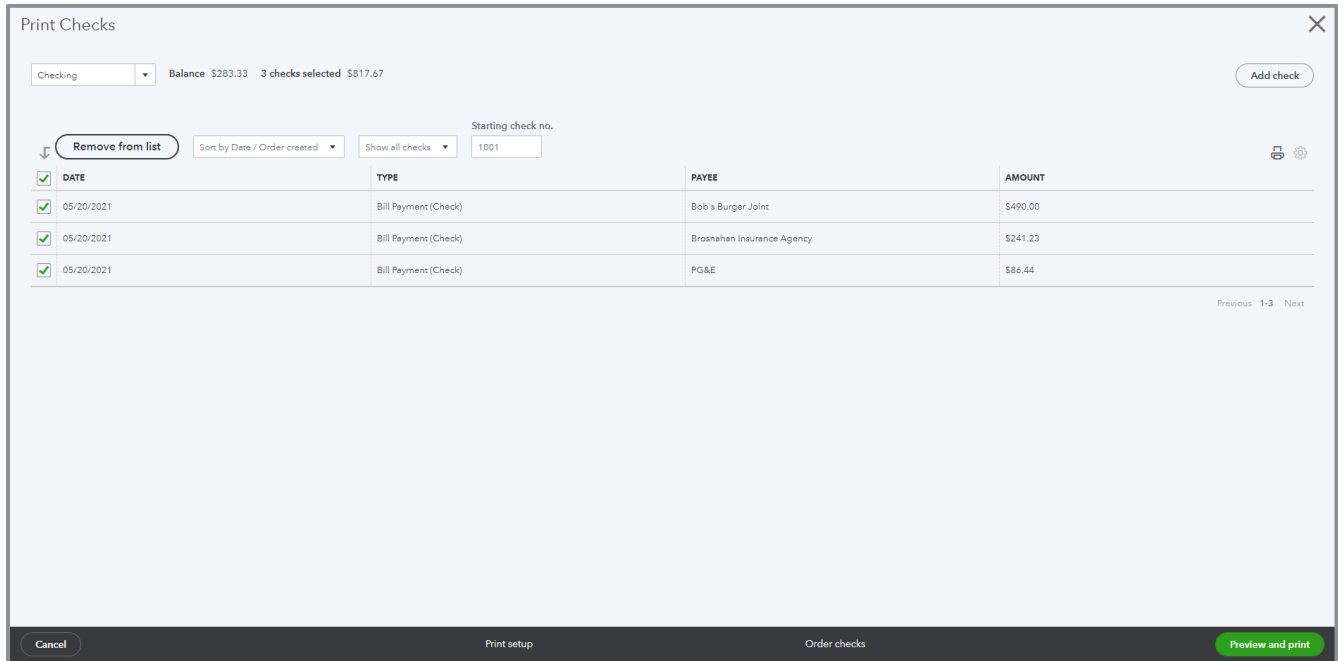 Print Checks
Checking Balance $283.33 3 checks selected $817.67 Add check
Starting check no.
Remove from list Sort by Date / Order created Show all checks 1001
DATE TYPE PAYEE AMOUNT
05/20/2021 Bill Payment (Check) Bob's Burger Joint $490.00
05/20/2021 Bill Payment (Check) Brosnahan Insurance Agency $241.23
05/20/2021 Bill Payment (Check) PG&E $86.44
Previous 1-3 Next
Cancel Print setup Order checks Preview and print